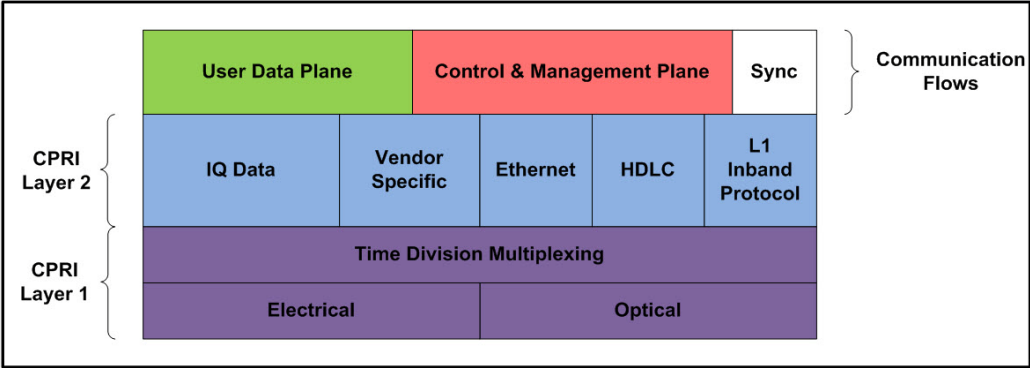 User Data Plane
Control & Management Plane
Sync
Communication
Flows
CPRI
Layer 2
IQ Data
Vendor
Specific
Ethernet
HDLC
L1
Inband
Protocol
CPRI
Layer 1
Time Division Multiplexing
Electrical
Optical